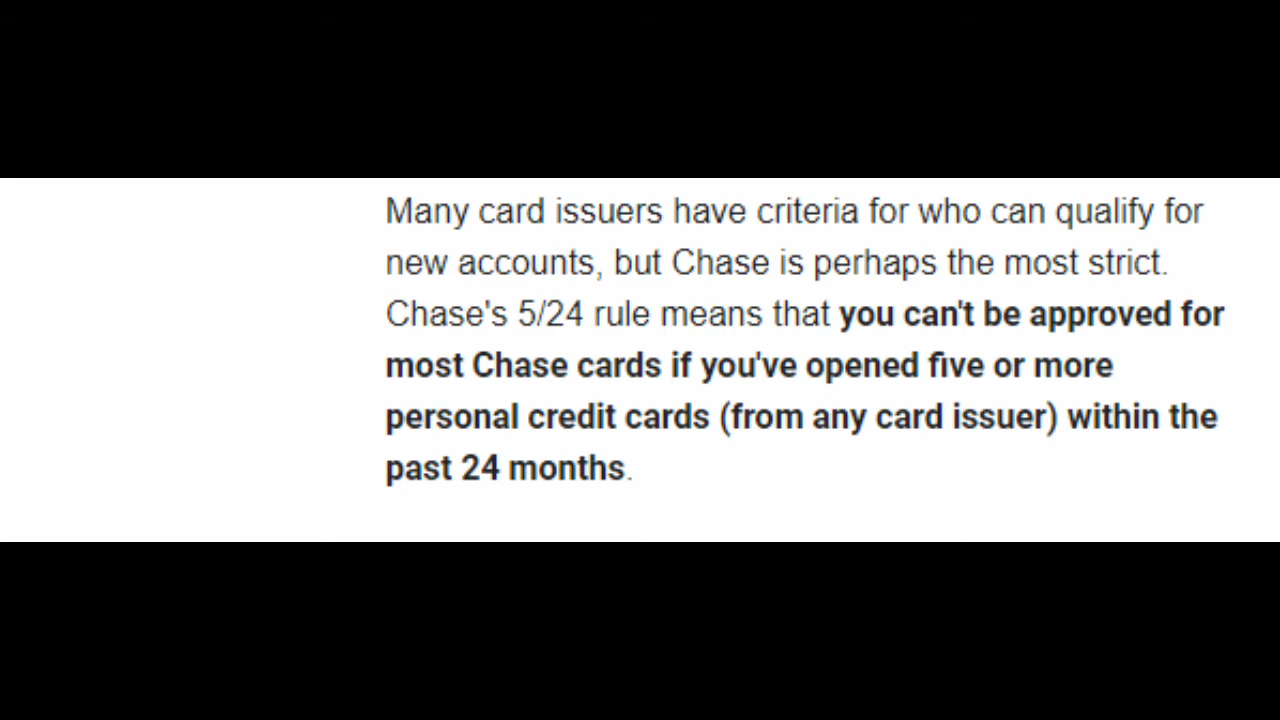 Many card issuers have criteria for who can qualify for
new accounts, but Chase is perhaps the most strict.
Chase's 5/24 rule means that you can't be approved for
most Chase cards if you've opened five or more
personal credit cards (from any card issuer) within the
past 24 months.